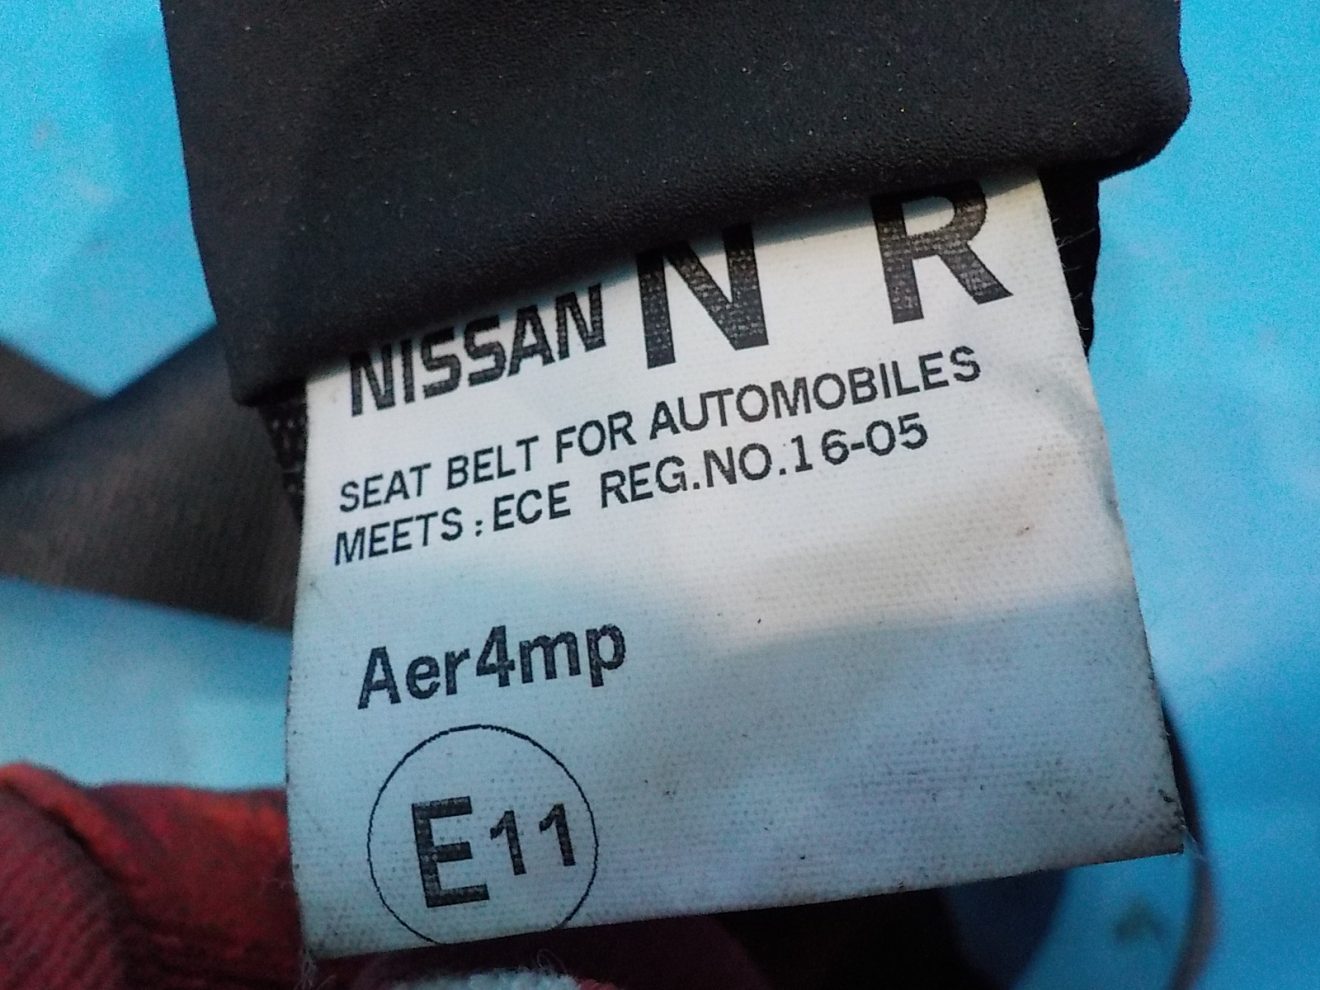 NISSAN N R
SEAT BELT FOR AUTOMOBILES
MEETS : ECE REG.NO.16-05
Aer4mp
E11